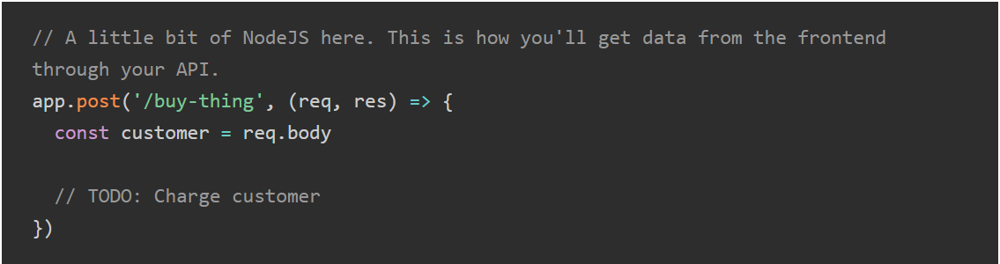 // A little bit of NodeJS here. This is how you'll get data from the frontend
through your API.
app.post('/buy-thing', (req, res) => {
  const customer = req.body

  // TODO: Charge customer
})